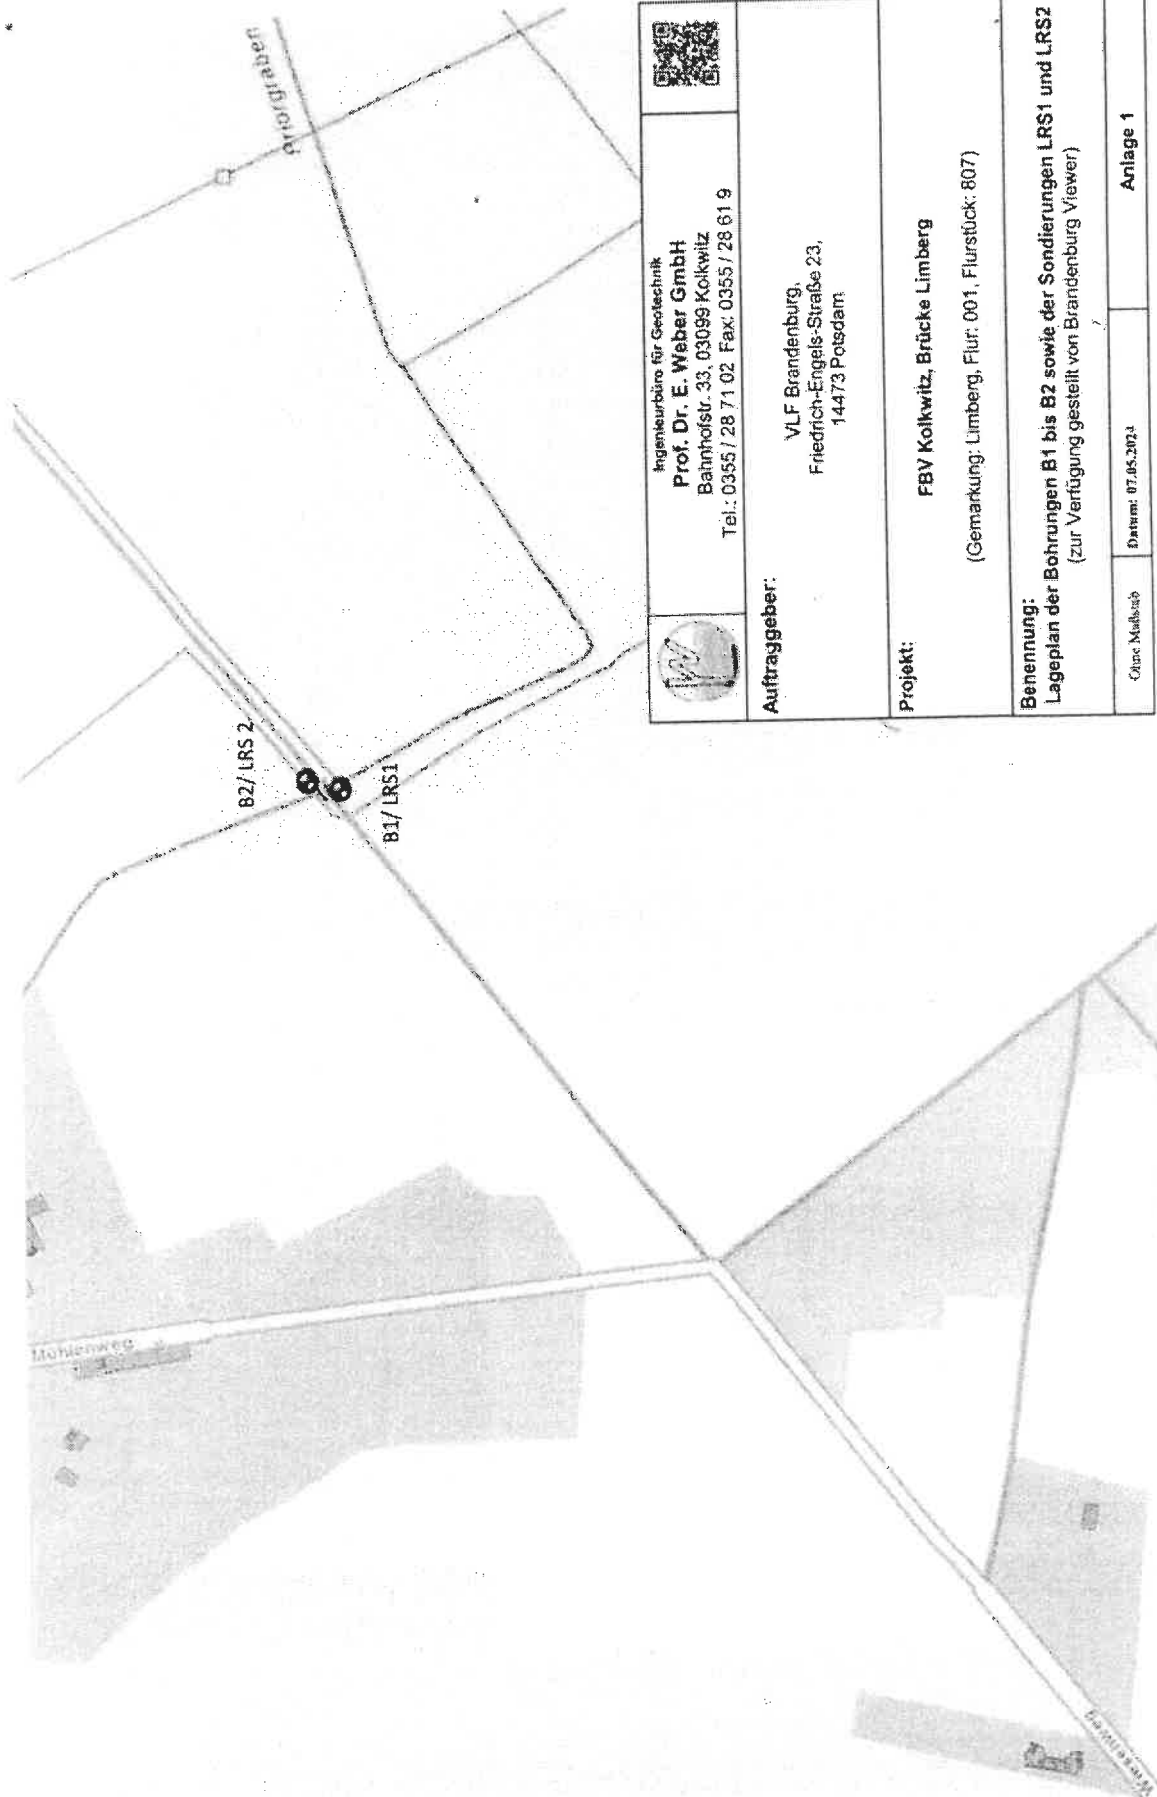 Priorgraben
B2/ LRS 2
B1/ LRS1
Mühlenweg
Wiesenweg
Ingenieurbüro für Geotechnik
Prof. Dr. E. Weber GmbH
Bahnhofstr. 33, 03099 Kolkwitz
Tel.: 0355 / 28 71 02 Fax: 0355 / 28 61 9
Auftraggeber:
VLF Brandenburg,
Friedrich-Engels-Straße 23,
14473 Potsdam
Projekt:
FBV Kolkwitz, Brücke Limberg
(Gemarkung: Limberg, Flur: 001, Flurstück: 807)
Benennung:
Lageplan der Bohrungen B1 bis B2 sowie der Sondierungen LRS1 und LRS2
(zur Verfügung gestellt von Brandenburg Viewer)
Ohne Maßstab
Datum: 07.05.2024
Anlage 1